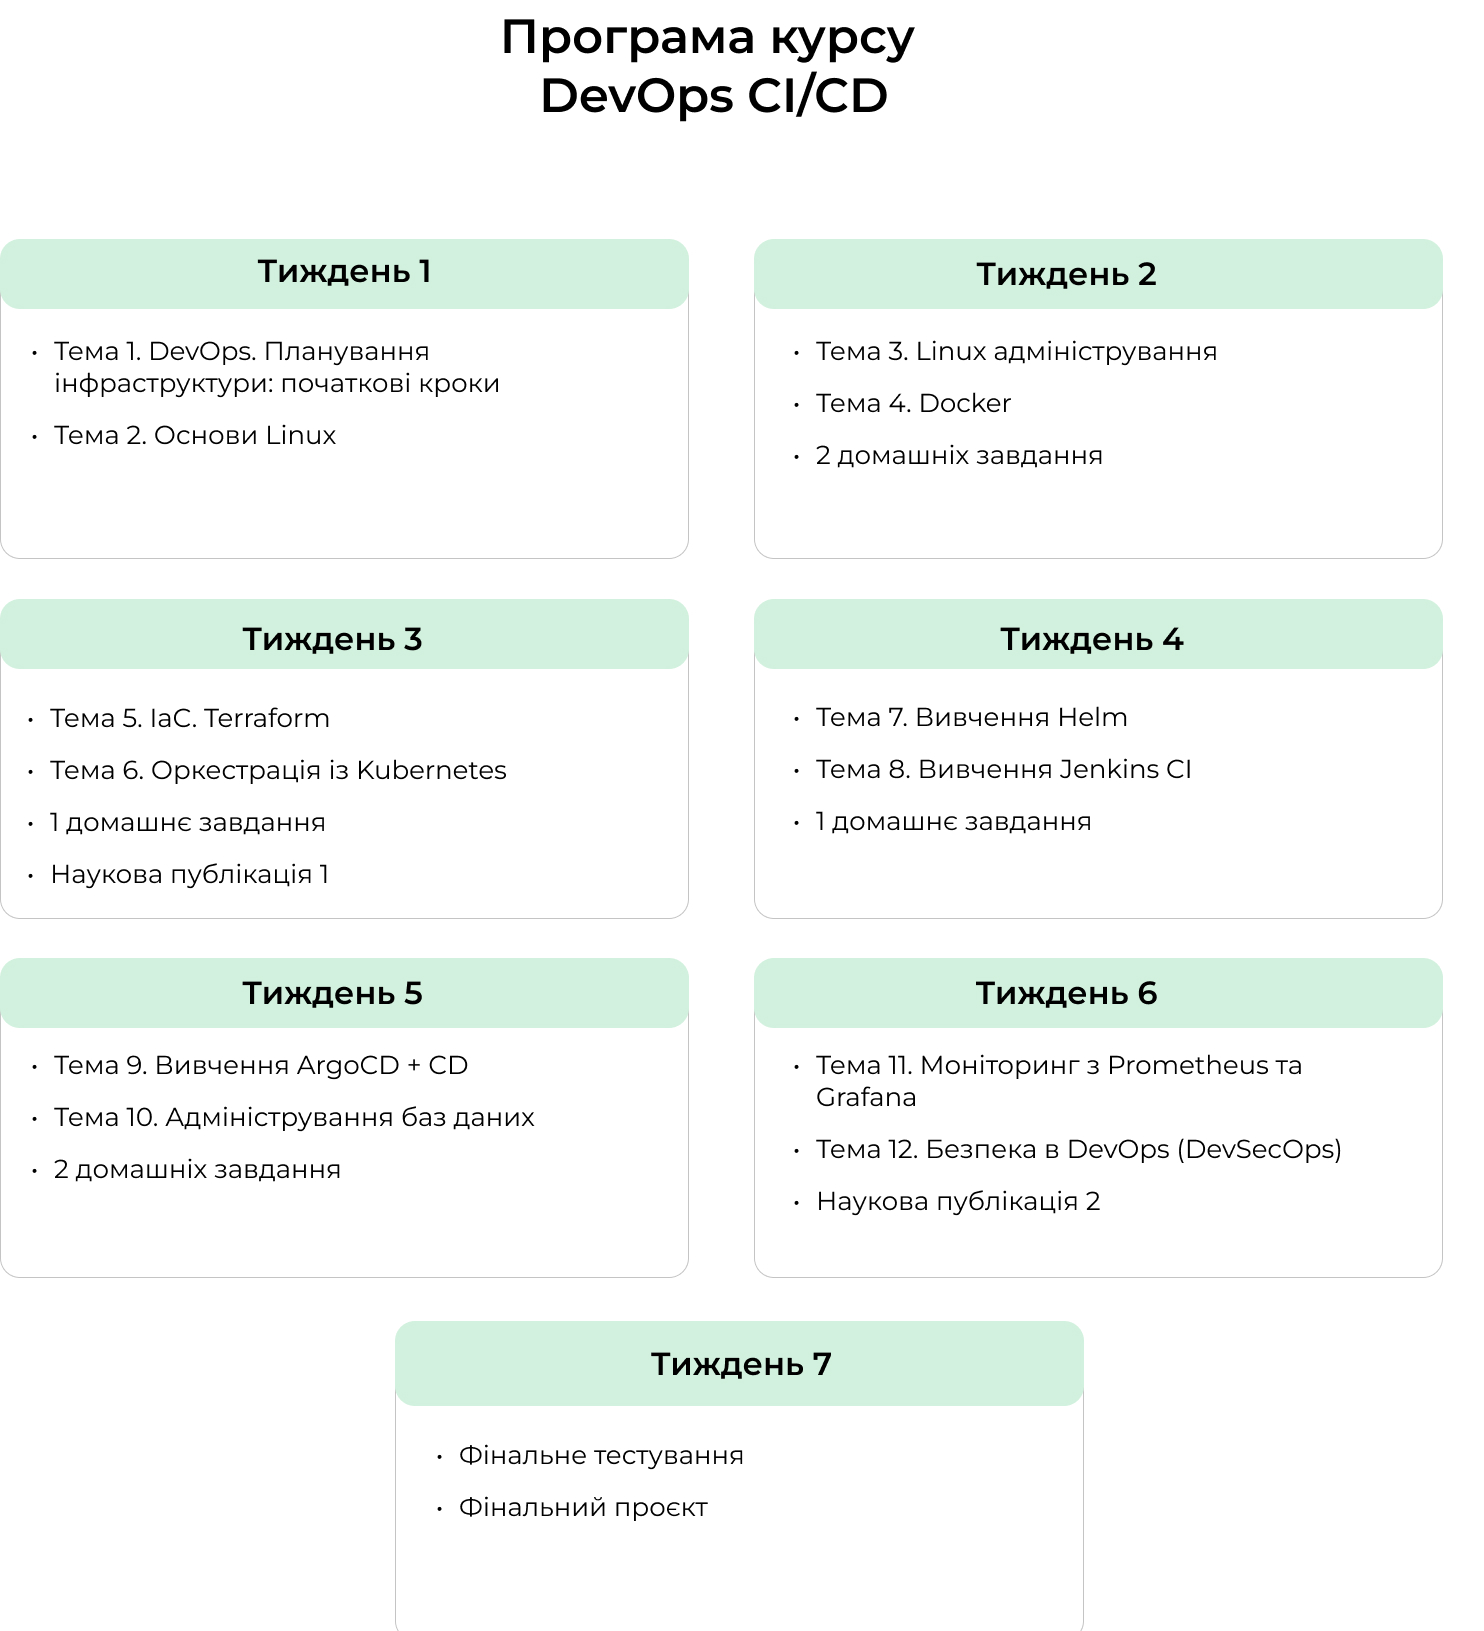 Програма курсу
DevOps CI/CD
Тиждень 1
• Тема 1. DevOps. Планування
інфраструктури: початкові кроки
• Тема 2. Основи Linux
Тиждень 2
• Тема 3. Linux адміністрування
• Тема 4. Docker
• 2 домашніх завдання
Тиждень 3
• Тема 5. IaC. Terraform
• Тема 6. Оркестрація із Kubernetes
• 1 домашнє завдання
• Наукова публікація 1
Тиждень 4
• Тема 7. Вивчення Helm
• Тема 8. Вивчення Jenkins CI
• 1 домашнє завдання
Тиждень 5
• Тема 9. Вивчення ArgoCD + CD
• Тема 10. Адміністрування баз даних
• 2 домашніх завдання
Тиждень 6
• Тема 11. Моніторинг з Prometheus та
Grafana
• Тема 12. Безпека в DevOps (DevSecOps)
• Наукова публікація 2
Тиждень 7
• Фінальне тестування
• Фінальний проєкт